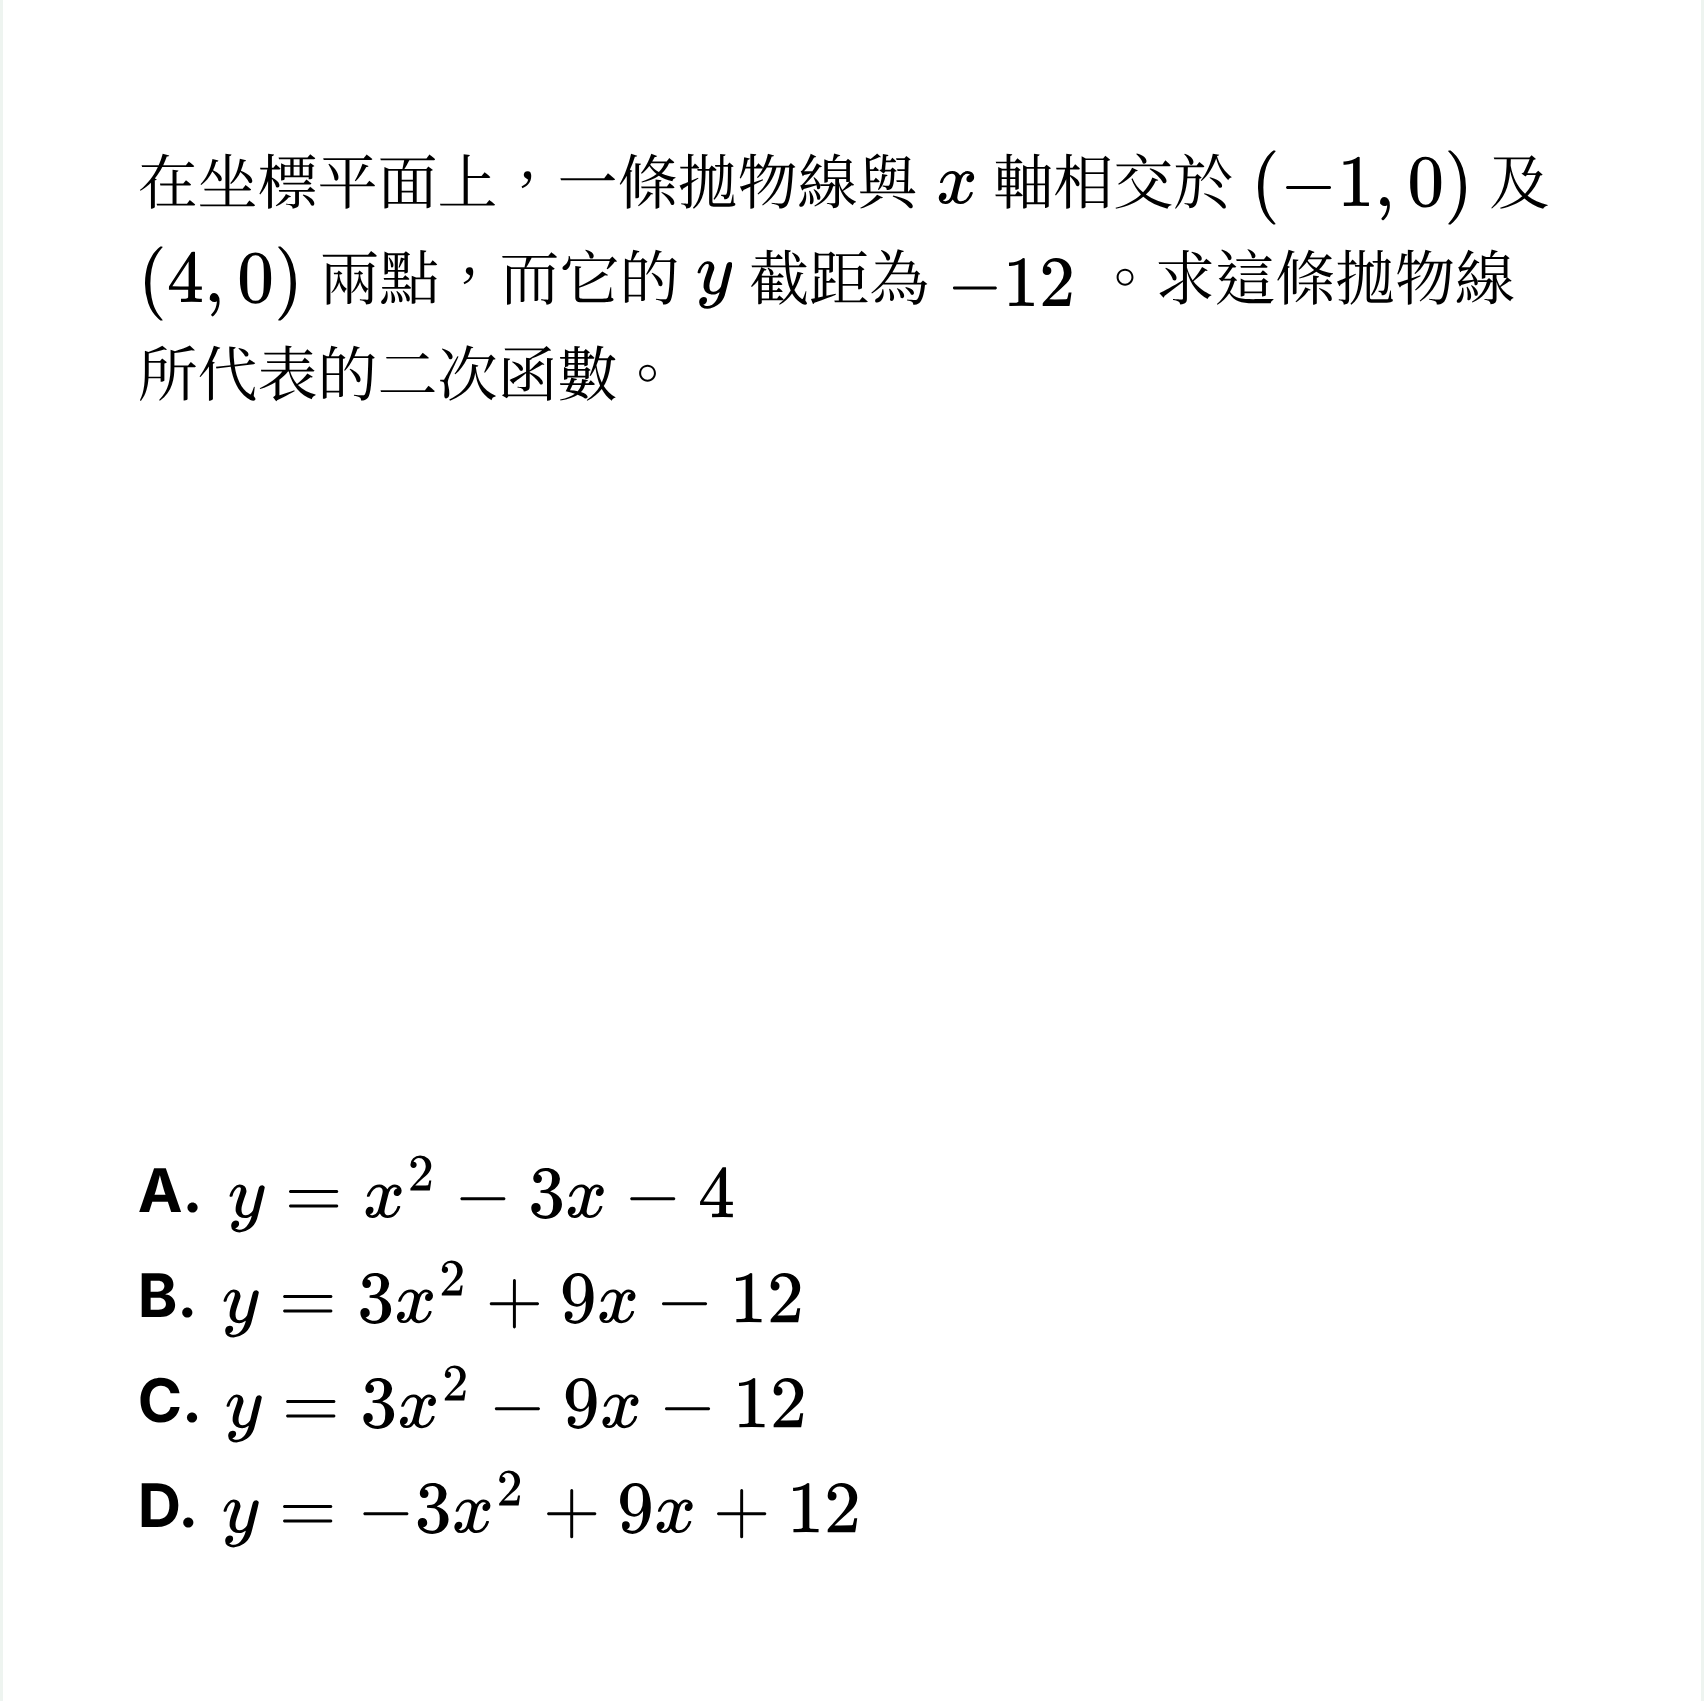 在坐標平面上，一條拋物線與 x 軸相交於 (−1, 0) 及
(4, 0) 兩點，而它的 y 截距為 −12 。求這條拋物線
所代表的二次函數。
A. y = x² − 3x − 4
B. y = 3x² + 9x − 12
C. y = 3x² − 9x − 12
D. y = −3x² + 9x + 12